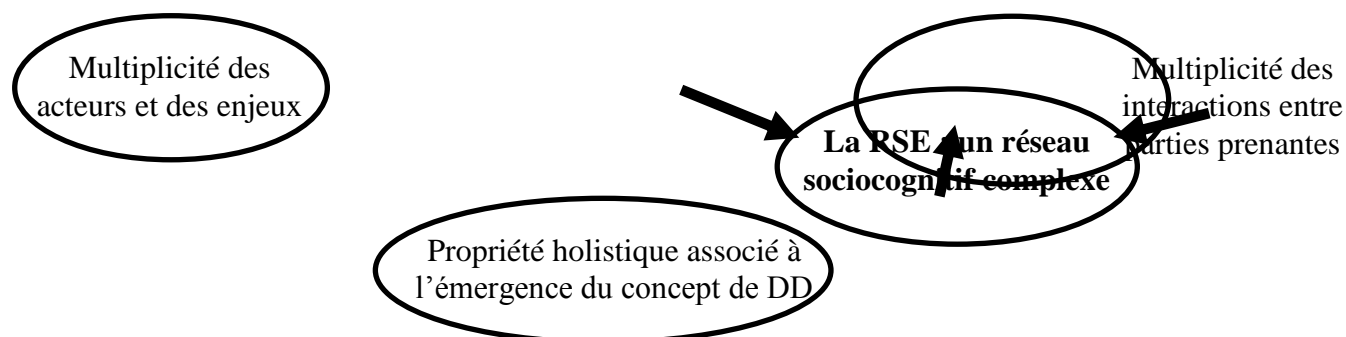 Multiplicité des
acteurs et des enjeux
Multiplicité des
interactions entre
parties prenantes
La RSE : un réseau
sociocognitif complexe
Propriété holistique associé à
l’émergence du concept de DD